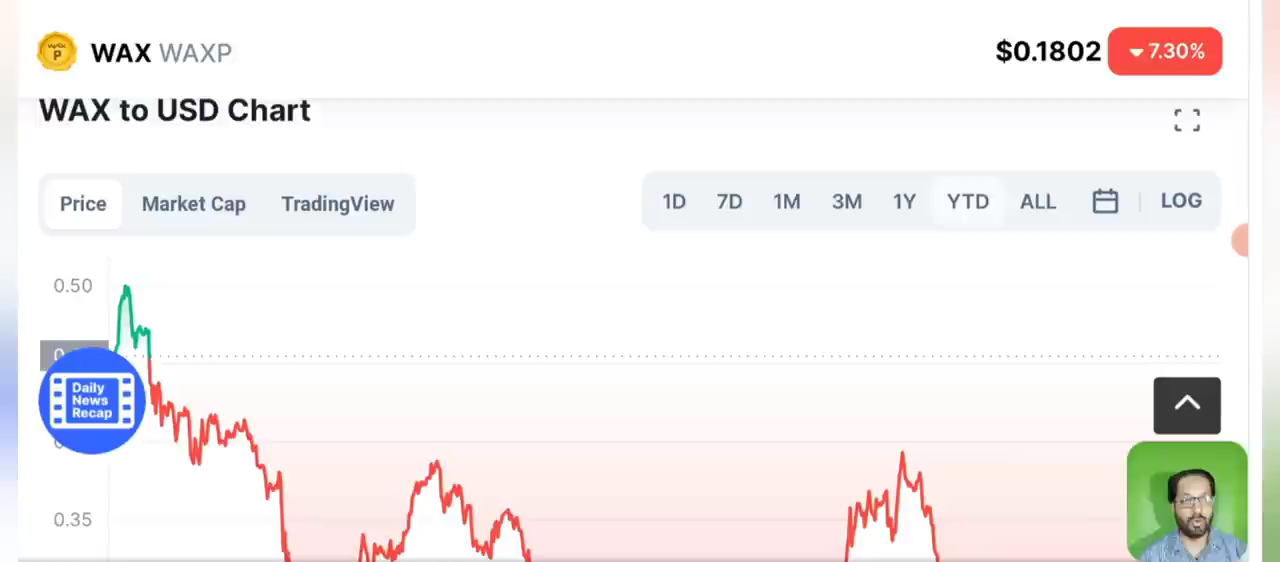 WAX WAXP
$0.1802 7.30%
WAX to USD Chart
Price Market Cap TradingView
1D 7D 1M 3M 1Y YTD ALL LOG
0.50
Daily
News
Recap
0.35